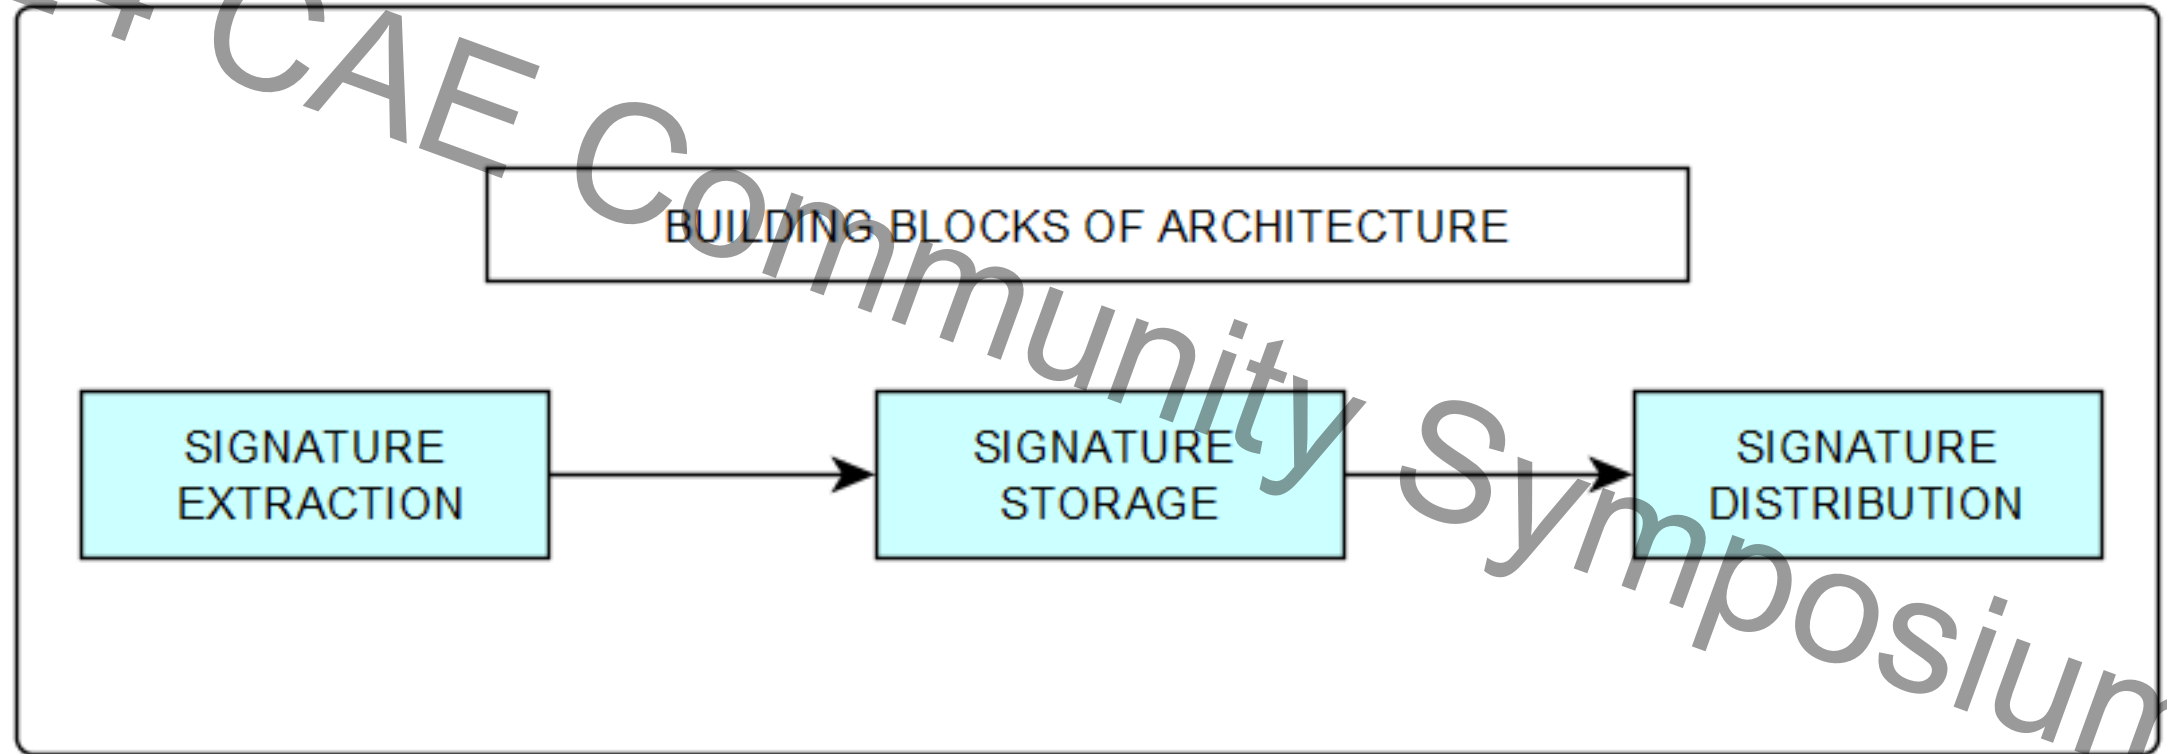 CAE Community Symposium
BUILDING BLOCKS OF ARCHITECTURE
SIGNATURE
EXTRACTION
SIGNATURE
STORAGE
SIGNATURE
DISTRIBUTION